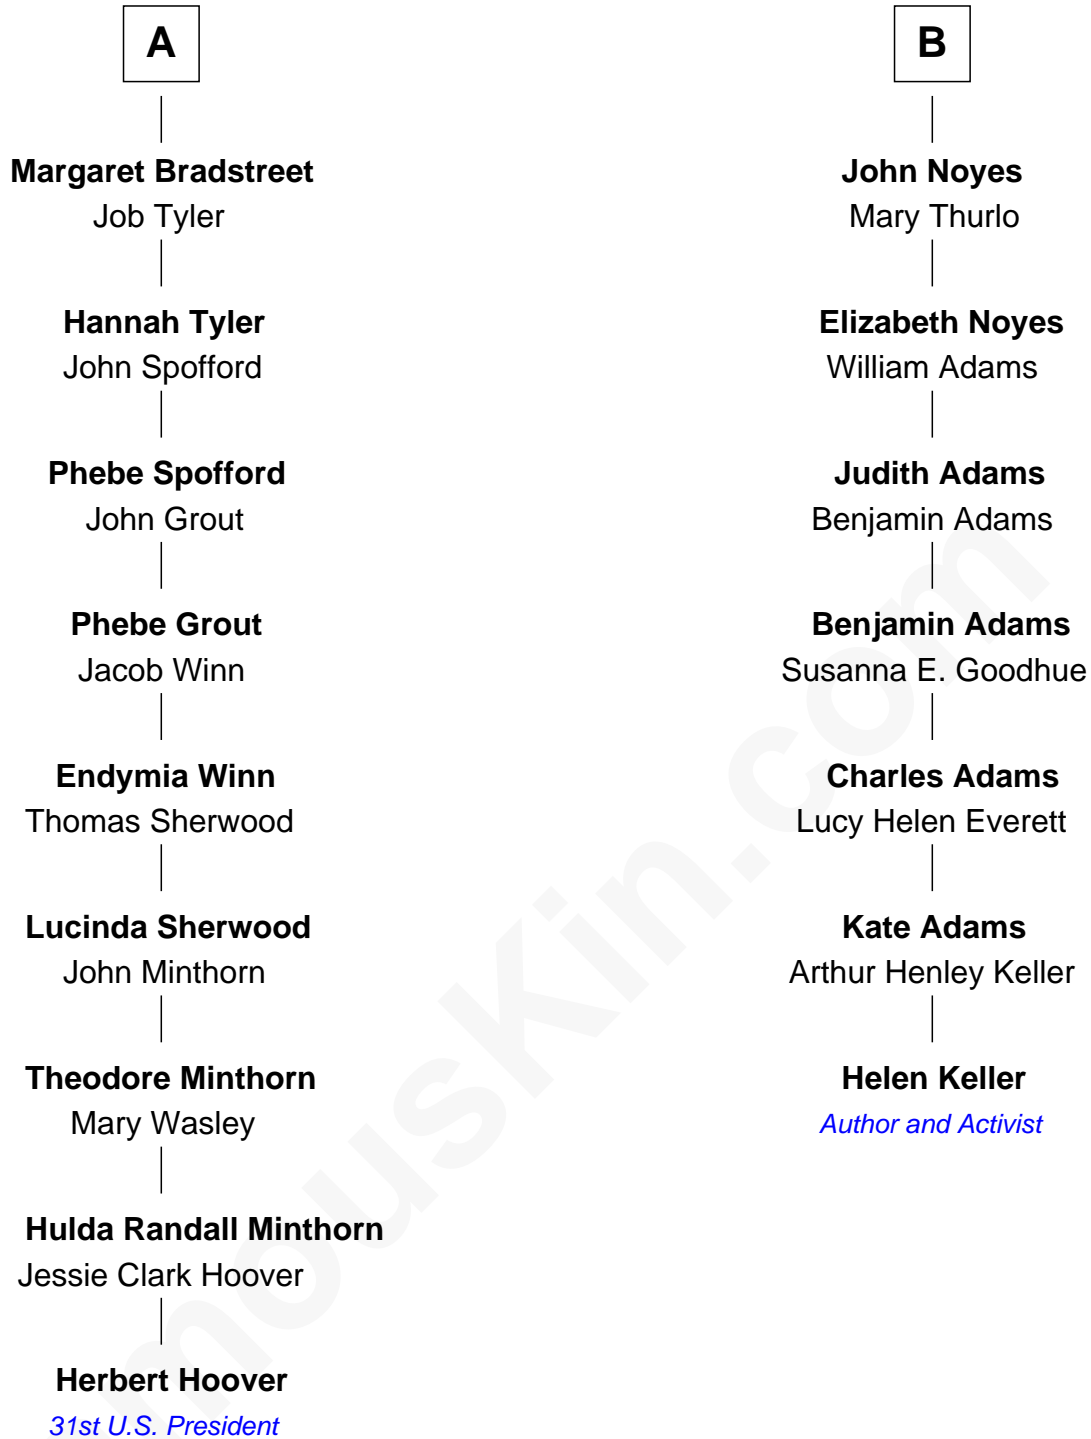 A
Margaret Bradstreet
Job Tyler
Hannah Tyler
John Spofford
Phebe Spofford
John Grout
Phebe Grout
Jacob Winn
Endymia Winn
Thomas Sherwood
Lucinda Sherwood
John Minthorn
Theodore Minthorn
Mary Wasley
Hulda Randall Minthorn
Jessie Clark Hoover
Herbert Hoover
31st U.S. President
B
John Noyes
Mary Thurlo
Elizabeth Noyes
William Adams
Judith Adams
Benjamin Adams
Benjamin Adams
Susanna E. Goodhue
Charles Adams
Lucy Helen Everett
Kate Adams
Arthur Henley Keller
Helen Keller
Author and Activist
mousKin.com